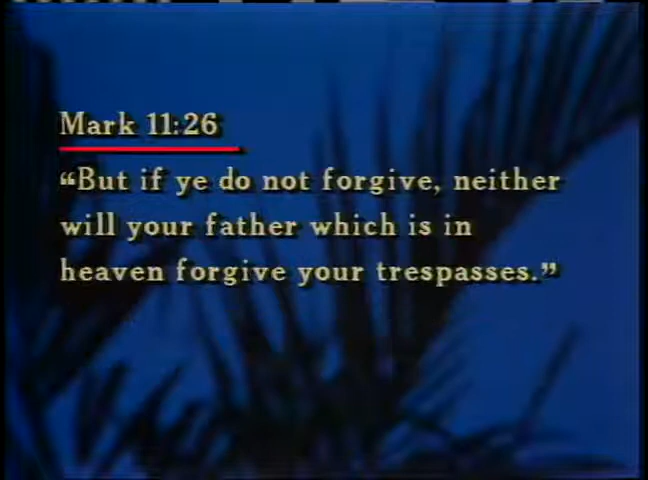 Mark 11:26
“But if ye do not forgive, neither
will your father which is in
heaven forgive your trespasses.”